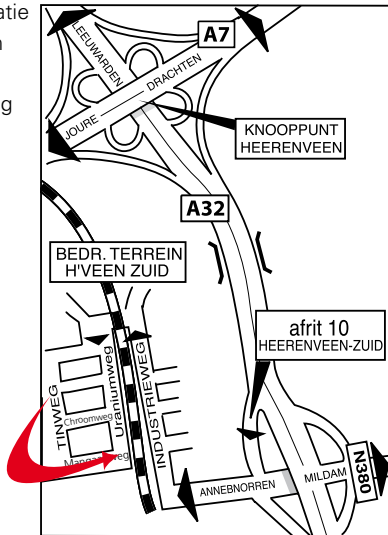 atie
n
g
A7
LEEUWARDEN
DRACHTEN
JOURE
KNOOPPUNT
HEERENVEEN
A32
BEDR. TERREIN
H'VEEN ZUID
afrit 10
HEERENVEEN-ZUID
TINWEG
Chroomweg
Uraniumweg
INDUSTRIEWEG
ANNEBNORREN
MILDAM
N380